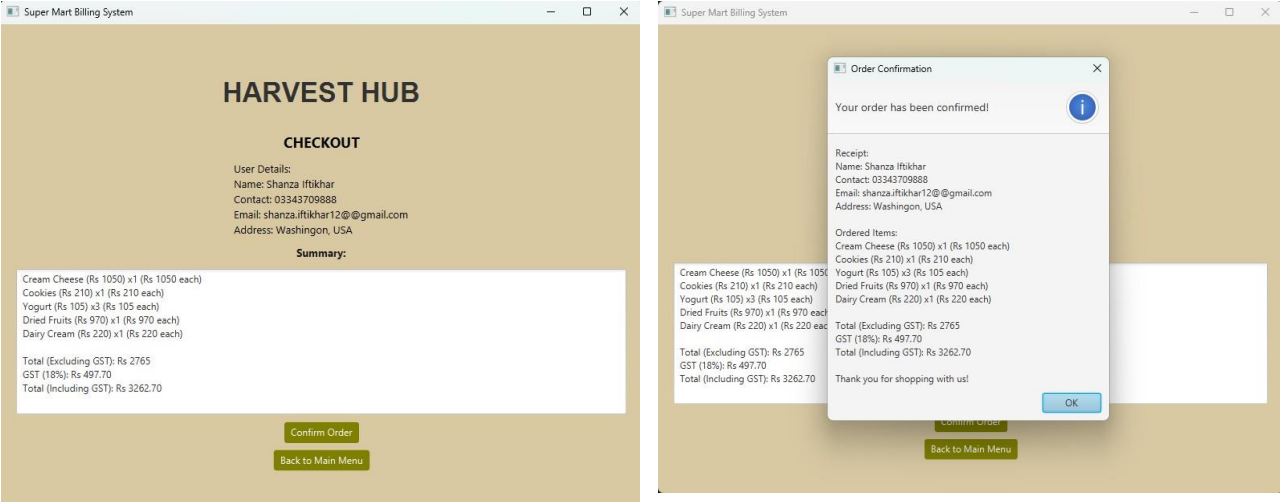 Super Mart Billing System
HARVEST HUB
CHECKOUT
User Details:
Name: Shanza Iftikhar
Contact: 03343709888
Email: shanza.iftikhar12@@gmail.com
Address: Washingon, USA
Summary:
Cream Cheese (Rs 1050) x1 (Rs 1050 each)
Cookies (Rs 210) x1 (Rs 210 each)
Yogurt (Rs 105) x3 (Rs 105 each)
Dried Fruits (Rs 970) x1 (Rs 970 each)
Dairy Cream (Rs 220) x1 (Rs 220 each)
Total (Excluding GST): Rs 2765
GST (18%): Rs 497.70
Total (Including GST): Rs 3262.70
Confirm Order
Back to Main Menu
Super Mart Billing System
Order Confirmation
Your order has been confirmed!
Receipt:
Name: Shanza Iftikhar
Contact: 03343709888
Email: shanza.iftikhar12@@gmail.com
Address: Washingon, USA
Ordered Items:
Cream Cheese (Rs 1050) x1 (Rs 1050 each)
Cookies (Rs 210) x1 (Rs 210 each)
Yogurt (Rs 105) x3 (Rs 105 each)
Dried Fruits (Rs 970) x1 (Rs 970 each)
Dairy Cream (Rs 220) x1 (Rs 220 each)
Total (Excluding GST): Rs 2765
GST (18%): Rs 497.70
Total (Including GST): Rs 3262.70
Thank you for shopping with us!
OK
Cream Cheese (Rs 1050) x1 (Rs 1050
Cookies (Rs 210) x1 (Rs 210 each)
Yogurt (Rs 105) x3 (Rs 105 each)
Dried Fruits (Rs 970) x1 (Rs 970 each
Dairy Cream (Rs 220) x1 (Rs 220 eac
Total (Excluding GST): Rs 2765
GST (18%): Rs 497.70
Total (Including GST): Rs 3262.70
Confirm Order
Back to Main Menu